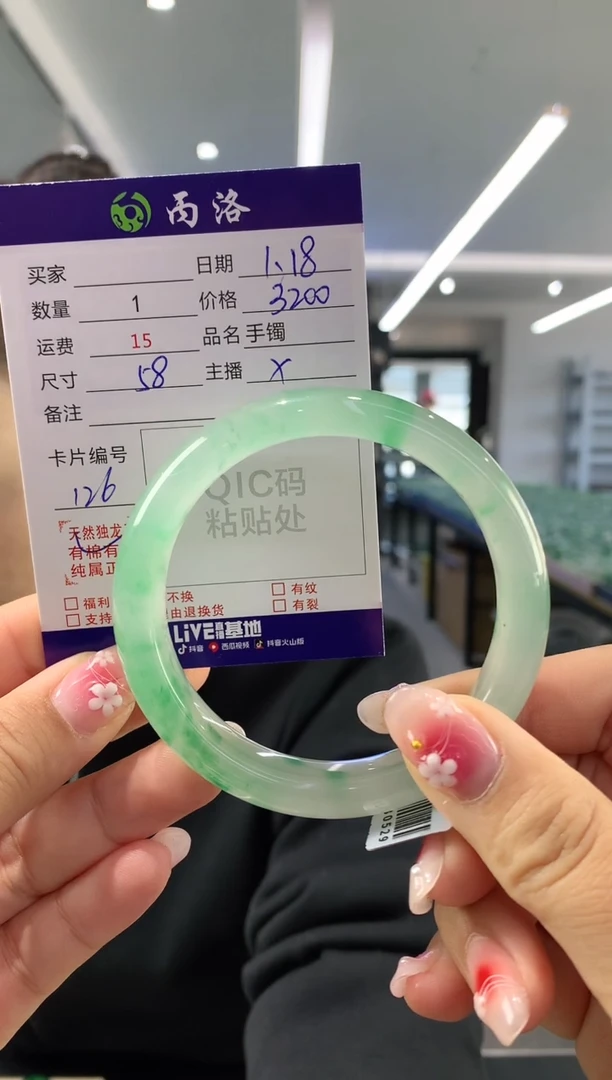 丙洛
买家 日期 1、18
数量 1 价格 3200
运费 15 品名 手镯
尺寸 58 主播 X
备注
卡片编号
126
QIC码
粘贴处
天然独龙
有棉有
纯属正
福利 不换 有纹
支持 由退换货 有裂
LiVE 基地
抖音 西瓜视频 抖音火山版
60529